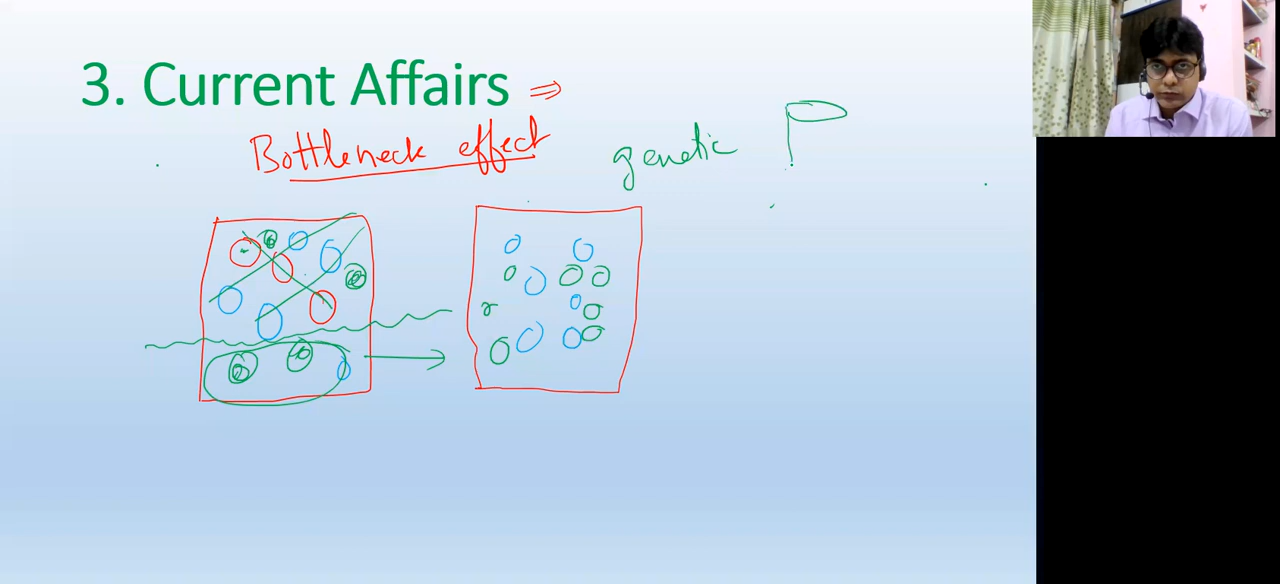 3. Current Affairs ⇒
Bottleneck effect
genetic